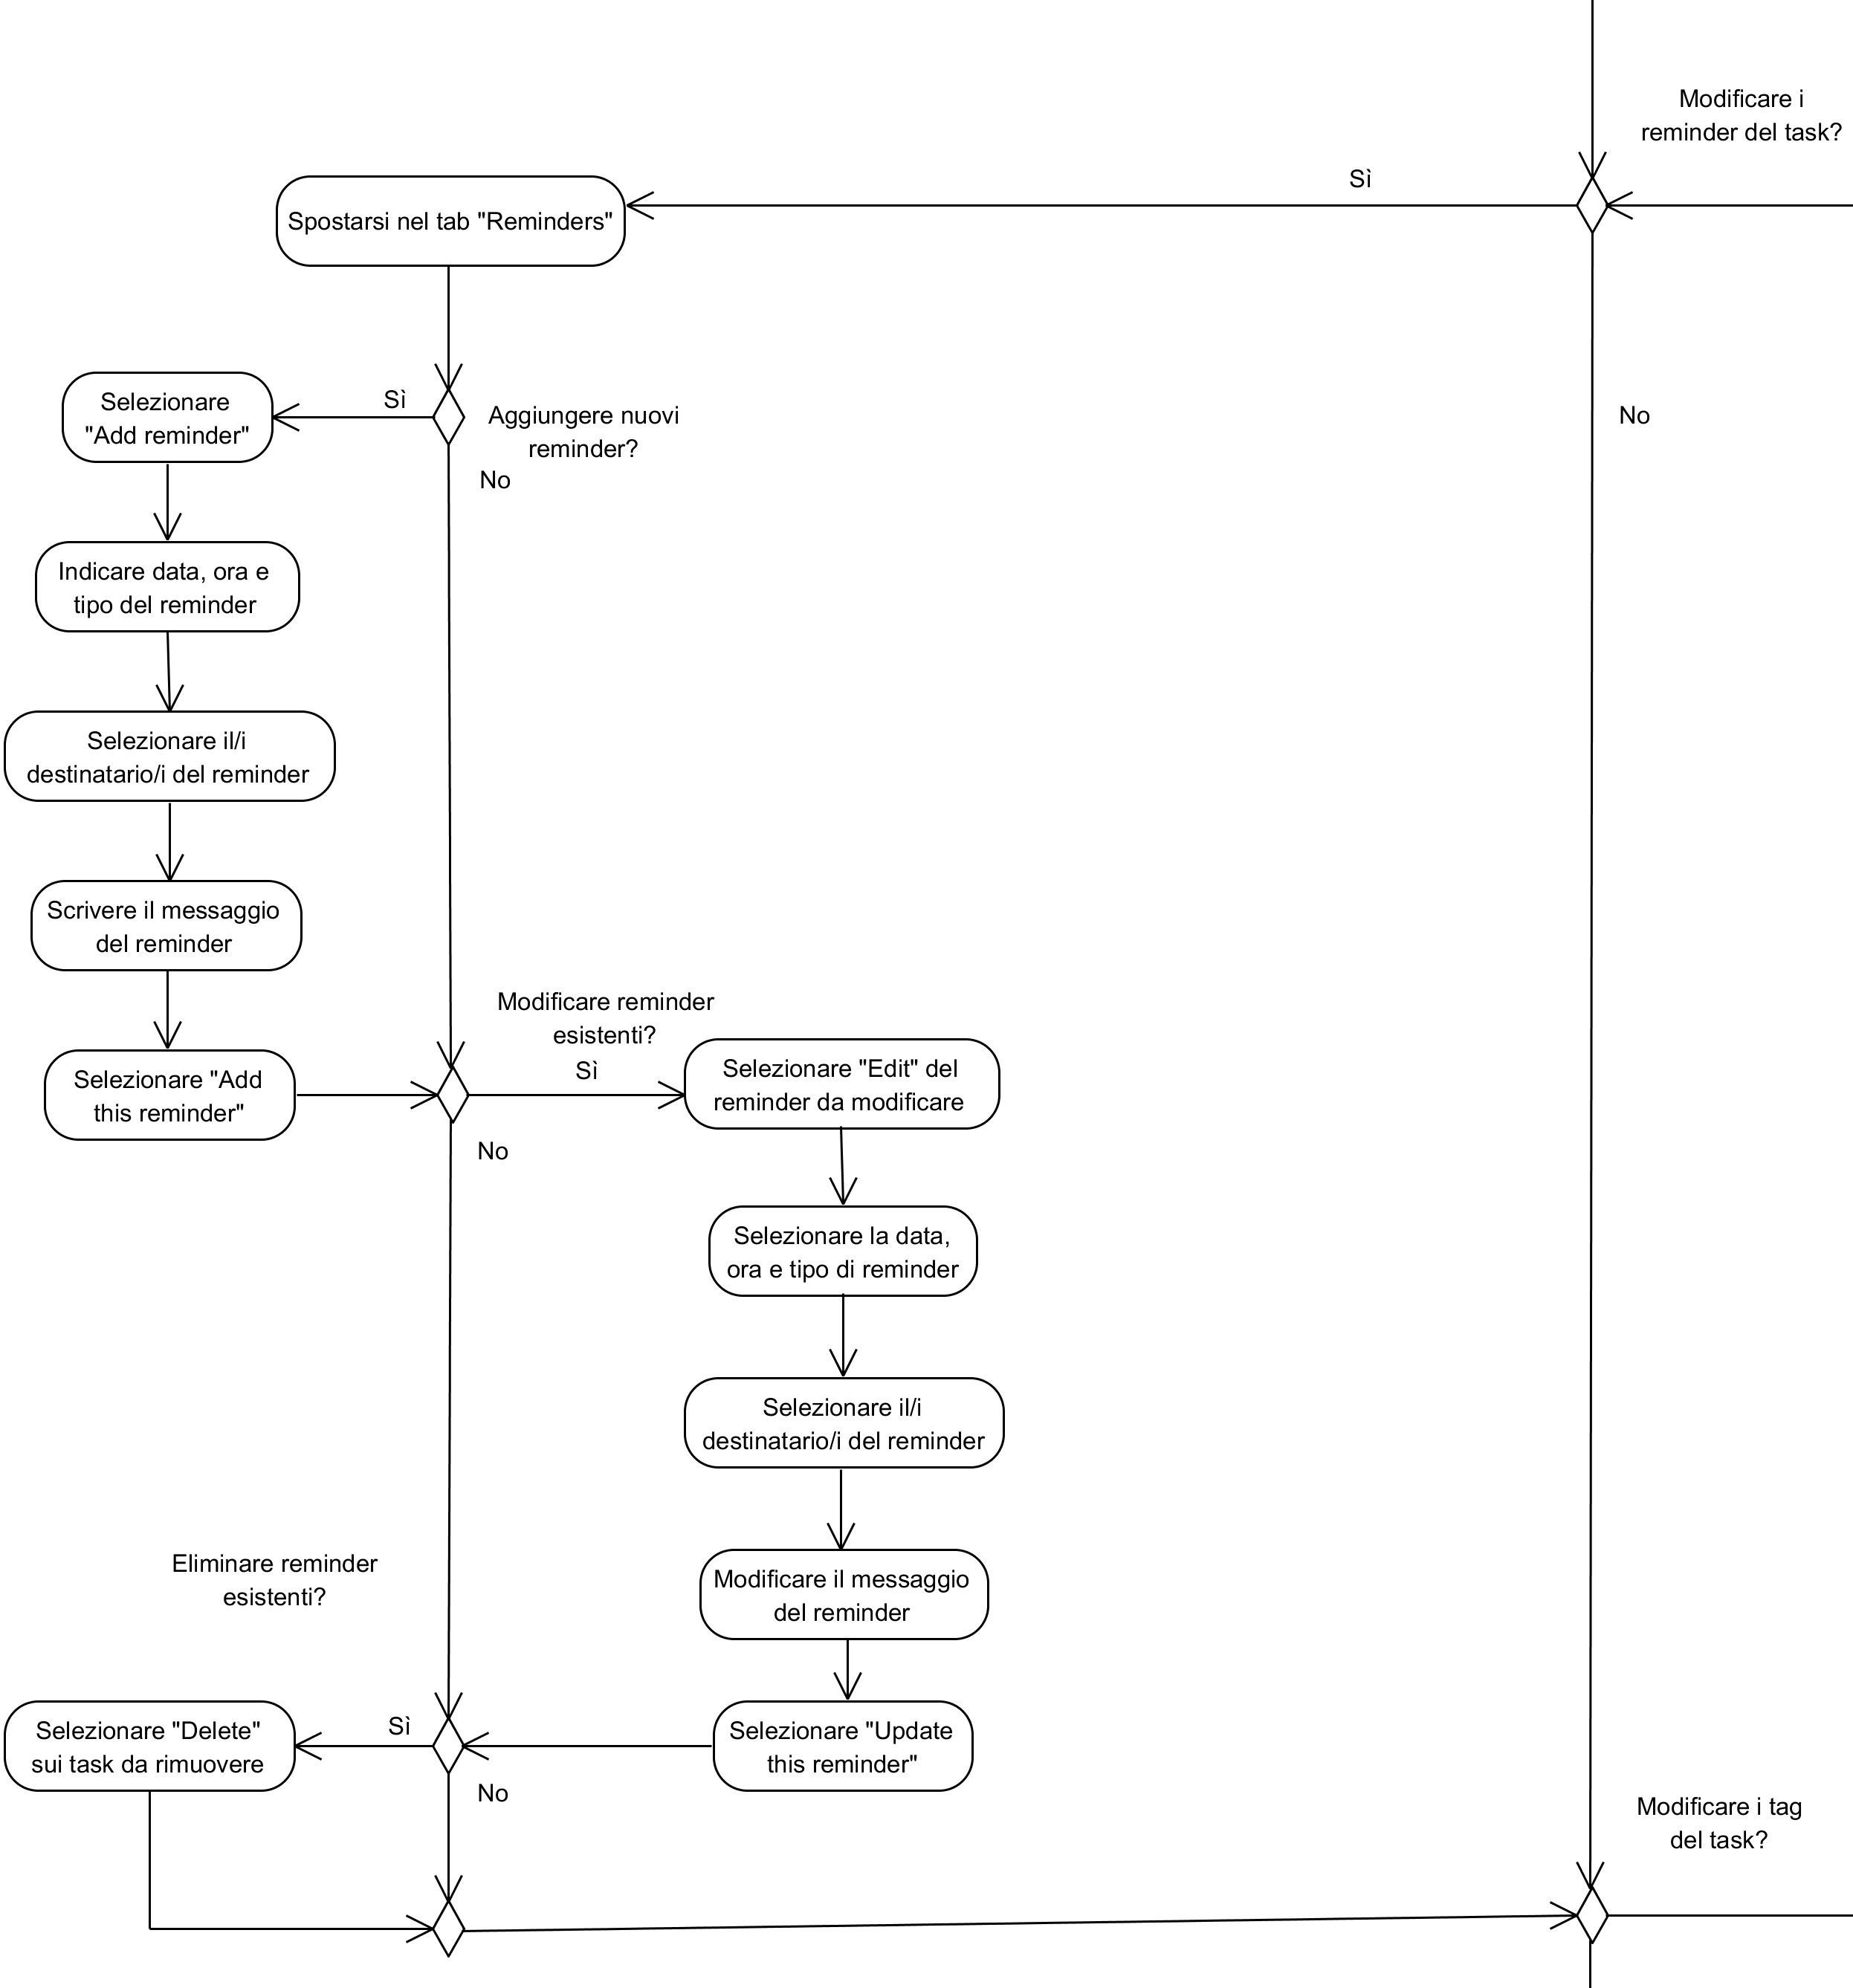 Modificare i
reminder del task?
Sì
Spostarsi nel tab "Reminders"
Selezionare
"Add reminder"
Sì
Aggiungere nuovi
reminder?
No
No
Indicare data, ora e
tipo del reminder
Selezionare il/i
destinatario/i del reminder
Scrivere il messaggio
del reminder
Modificare reminder
esistenti?
Sì
Selezionare "Add
this reminder"
Selezionare "Edit" del
reminder da modificare
No
Selezionare la data,
ora e tipo di reminder
Selezionare il/i
destinatario/i del reminder
Eliminare reminder
esistenti?
Modificare il messaggio
del reminder
Selezionare "Delete"
sui task da rimuovere
Sì
Selezionare "Update
this reminder"
No
Modificare i tag
del task?